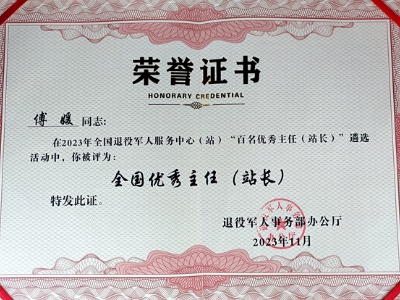 荣誉证书
HONORARY CREDENTIAL
傅媛 同志:
在2023年全国退役军人服务中心（站）“百名优秀主任（站长）”遴选
活动中，你被评为:
全国优秀主任（站长）
特发此证。
退役军人事务部办公厅
2023年11月